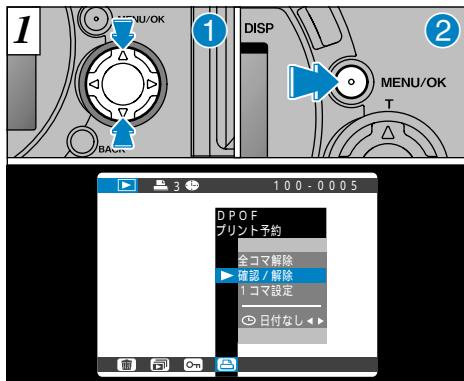 1
MENU/OK
1
BACK
DISP
2
MENU/OK
T
3
100-0005
DPOF
プリント予約
全コマ解除
確認/解除
1コマ設定
日付なし